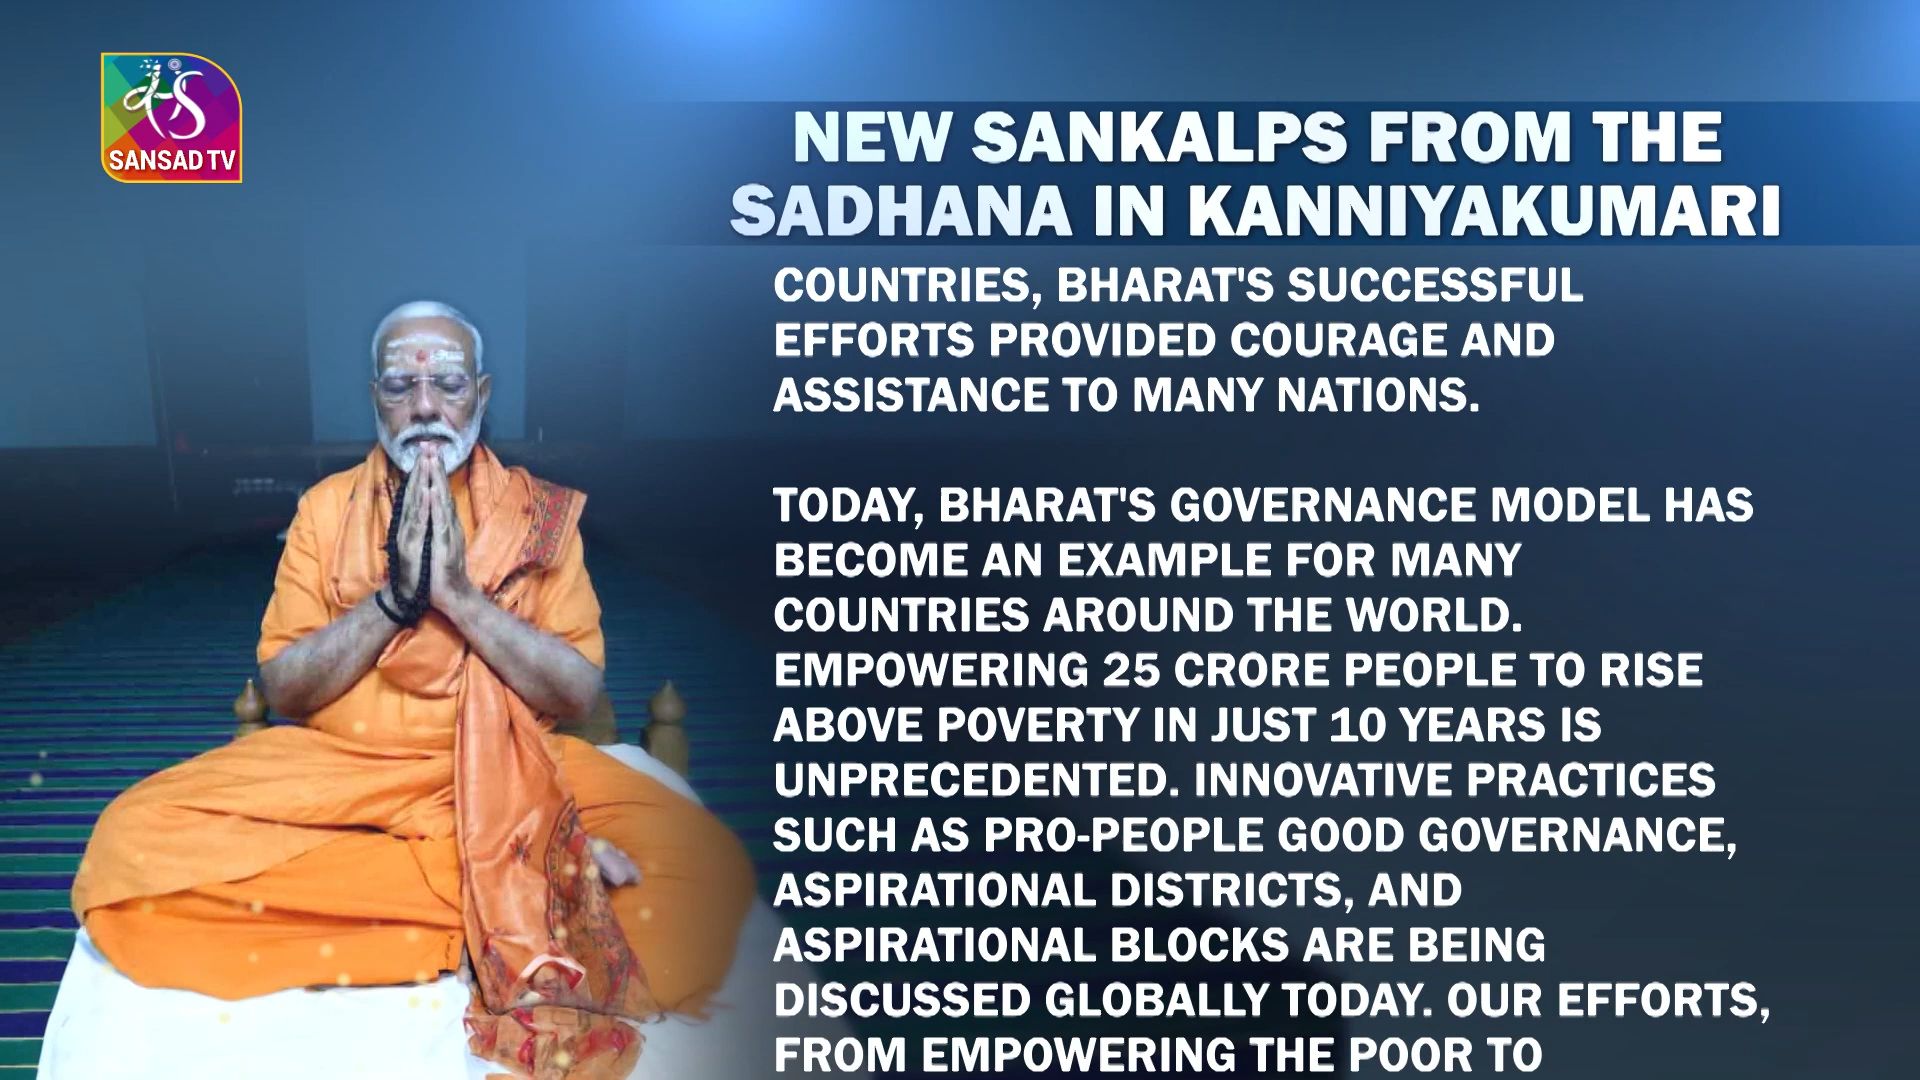 SANSAD TV
NEW SANKALPS FROM THE
SADHANA IN KANNIYAKUMARI
COUNTRIES, BHARAT'S SUCCESSFUL
EFFORTS PROVIDED COURAGE AND
ASSISTANCE TO MANY NATIONS.
TODAY, BHARAT'S GOVERNANCE MODEL HAS
BECOME AN EXAMPLE FOR MANY
COUNTRIES AROUND THE WORLD.
EMPOWERING 25 CRORE PEOPLE TO RISE
ABOVE POVERTY IN JUST 10 YEARS IS
UNPRECEDENTED. INNOVATIVE PRACTICES
SUCH AS PRO-PEOPLE GOOD GOVERNANCE,
ASPIRATIONAL DISTRICTS, AND
ASPIRATIONAL BLOCKS ARE BEING
DISCUSSED GLOBALLY TODAY. OUR EFFORTS,
FROM EMPOWERING THE POOR TO